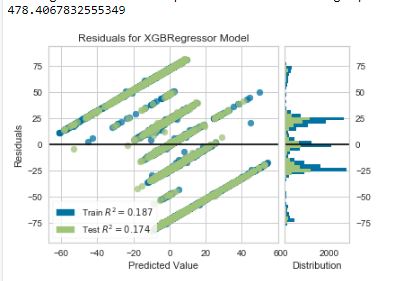 478.4067832555349
Residuals for XGBRegressor Model
75
50
25
0
−25
−50
−75
Residuals
75
50
25
0
−25
−50
−75
Train R² = 0.187
Test R² = 0.174
−60 −40 −20 0 20 40 60 0 2000
Predicted Value
Distribution